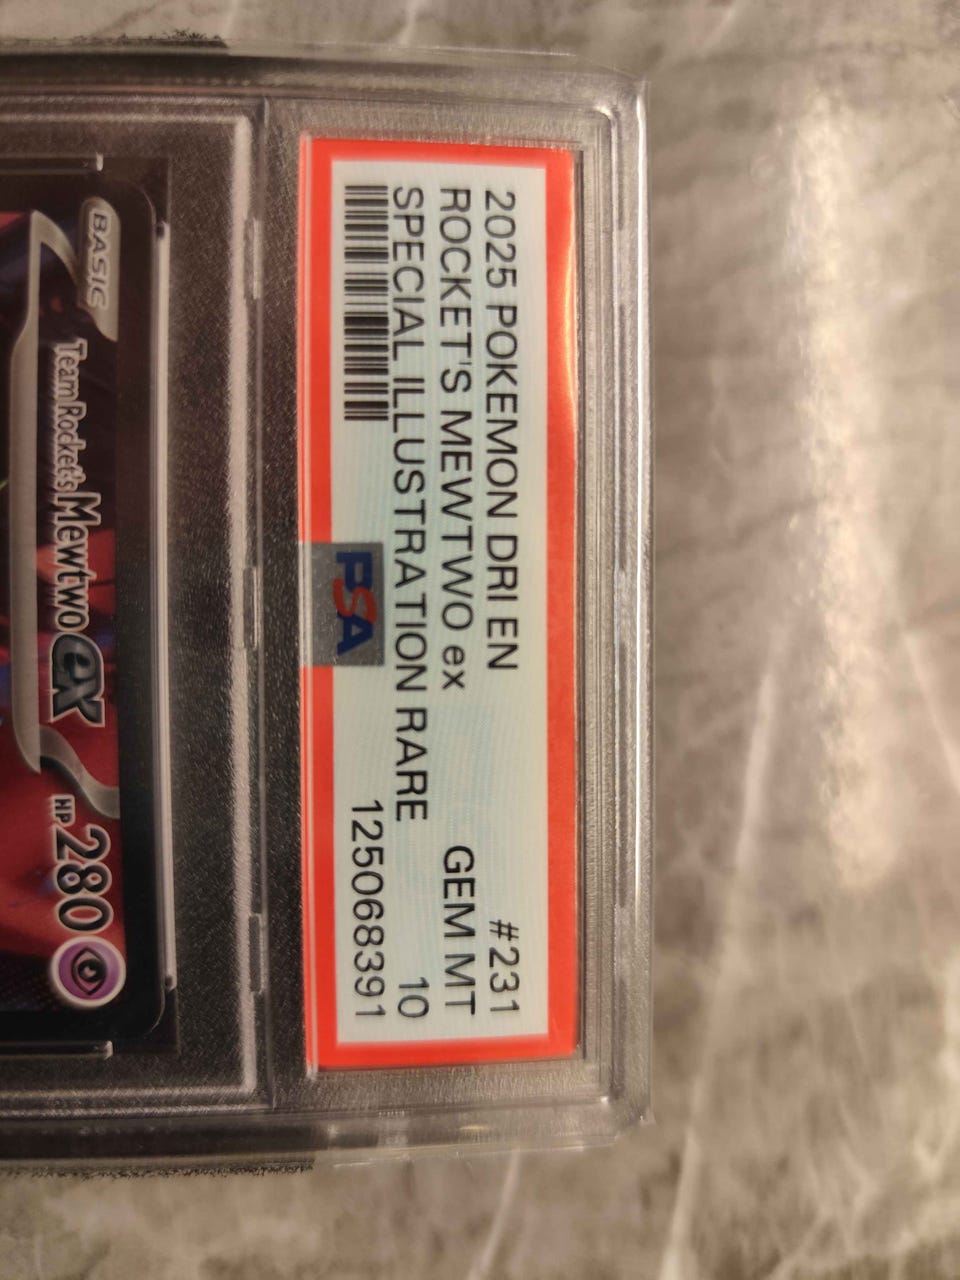 2025 POKEMON DRI EN #231
ROCKET'S MEWTWO ex GEM MT
SPECIAL ILLUSTRATION RARE 10
125068391
PSA
BASIC
Team Rocket's Mewtwo ex HP 280